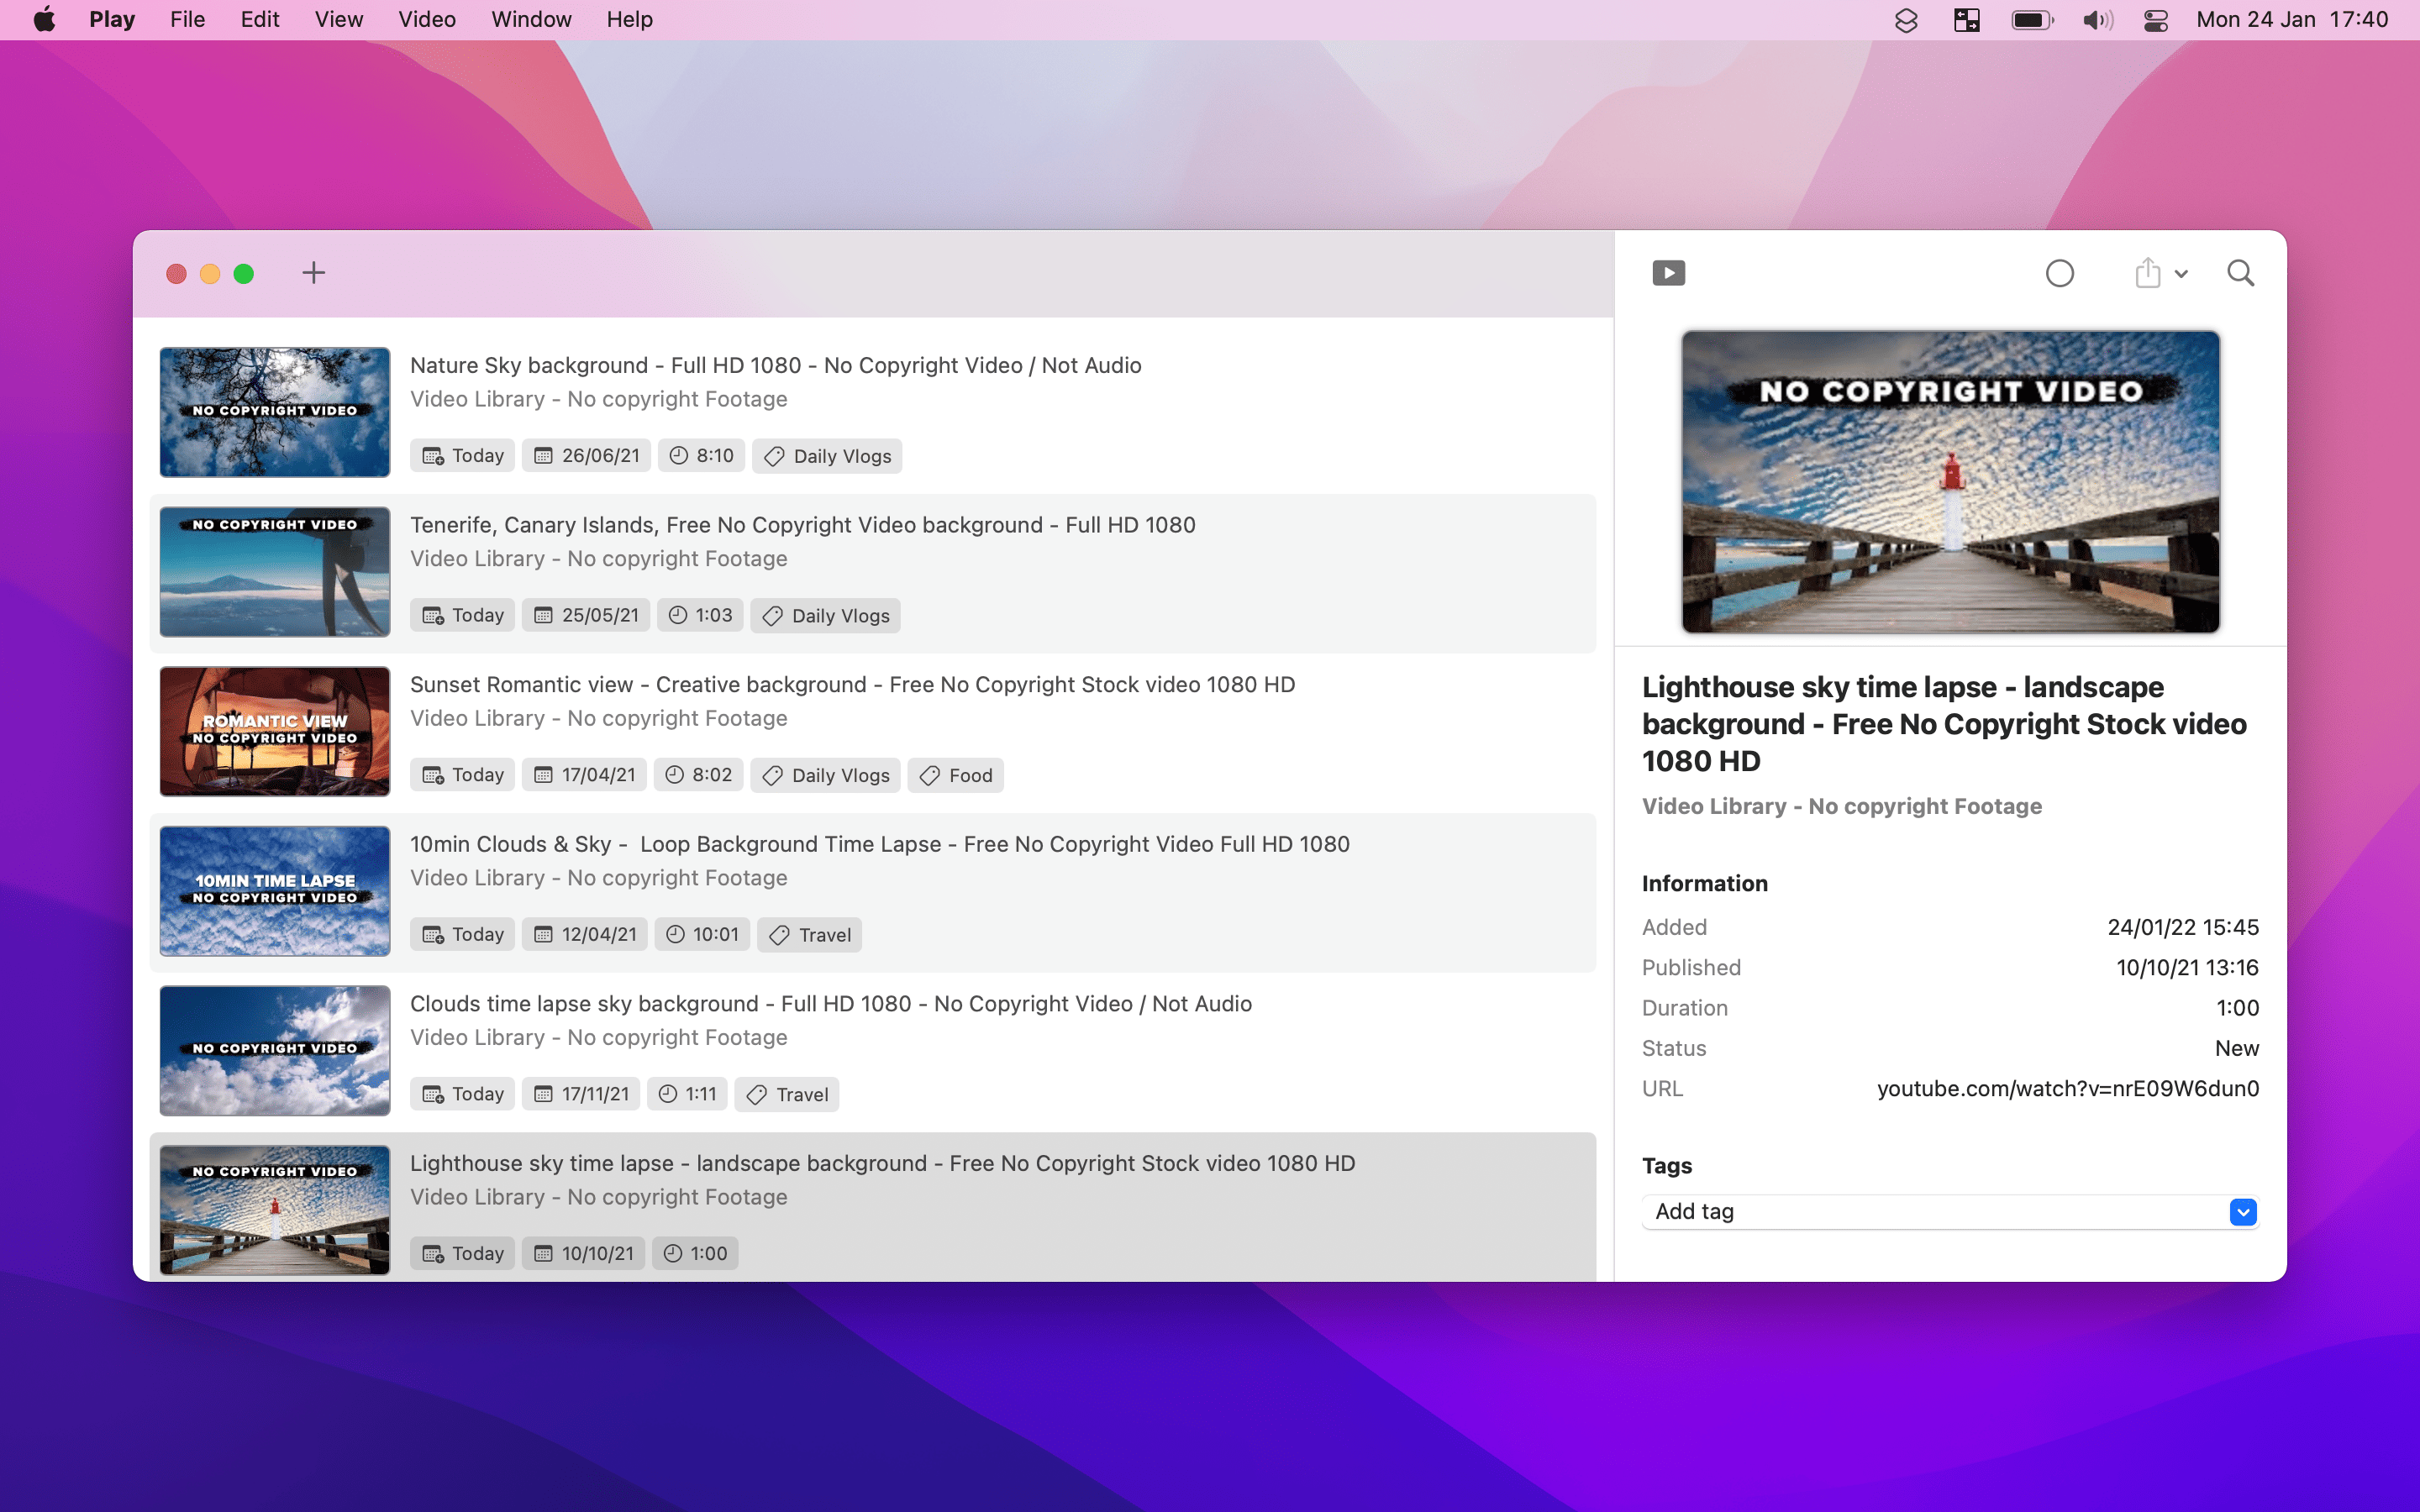 Play File Edit View Video Window Help Mon 24 Jan 17:40
NO COPYRIGHT VIDEO
Nature Sky background - Full HD 1080 - No Copyright Video / Not Audio
Video Library - No copyright Footage
Today 26/06/21 8:10 Daily Vlogs
NO COPYRIGHT VIDEO
Tenerife, Canary Islands, Free No Copyright Video background - Full HD 1080
Video Library - No copyright Footage
Today 25/05/21 1:03 Daily Vlogs
ROMANTIC VIEW
NO COPYRIGHT VIDEO
Sunset Romantic view - Creative background - Free No Copyright Stock video 1080 HD
Video Library - No copyright Footage
Today 17/04/21 8:02 Daily Vlogs Food
10MIN TIME LAPSE
NO COPYRIGHT VIDEO
10min Clouds & Sky - Loop Background Time Lapse - Free No Copyright Video Full HD 1080
Video Library - No copyright Footage
Today 12/04/21 10:01 Travel
NO COPYRIGHT VIDEO
Clouds time lapse sky background - Full HD 1080 - No Copyright Video / Not Audio
Video Library - No copyright Footage
Today 17/11/21 1:11 Travel
NO COPYRIGHT VIDEO
Lighthouse sky time lapse - landscape background - Free No Copyright Stock video 1080 HD
Video Library - No copyright Footage
Today 10/10/21 1:00
NO COPYRIGHT VIDEO
Lighthouse sky time lapse - landscape
background - Free No Copyright Stock video
1080 HD
Video Library - No copyright Footage
Information
Added 24/01/22 15:45
Published 10/10/21 13:16
Duration 1:00
Status New
URL youtube.com/watch?v=nrE09W6dun0
Tags
Add tag